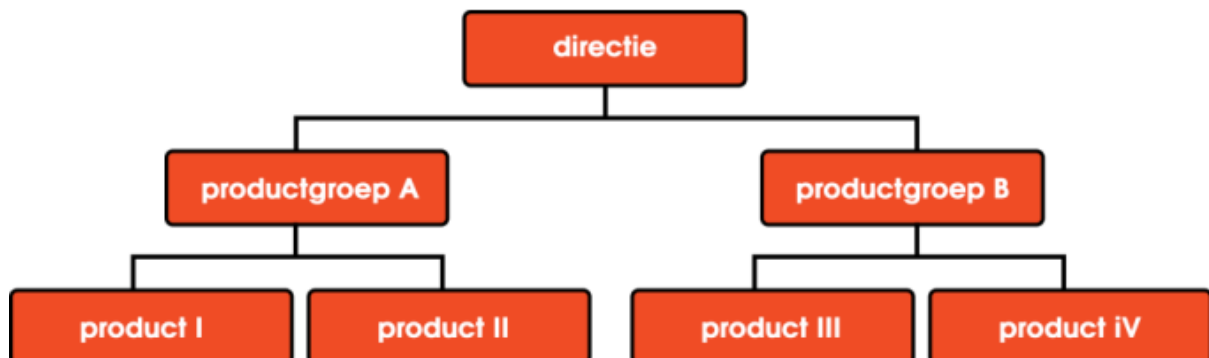 directie
productgroep A
productgroep B
product I
product II
product III
product iV